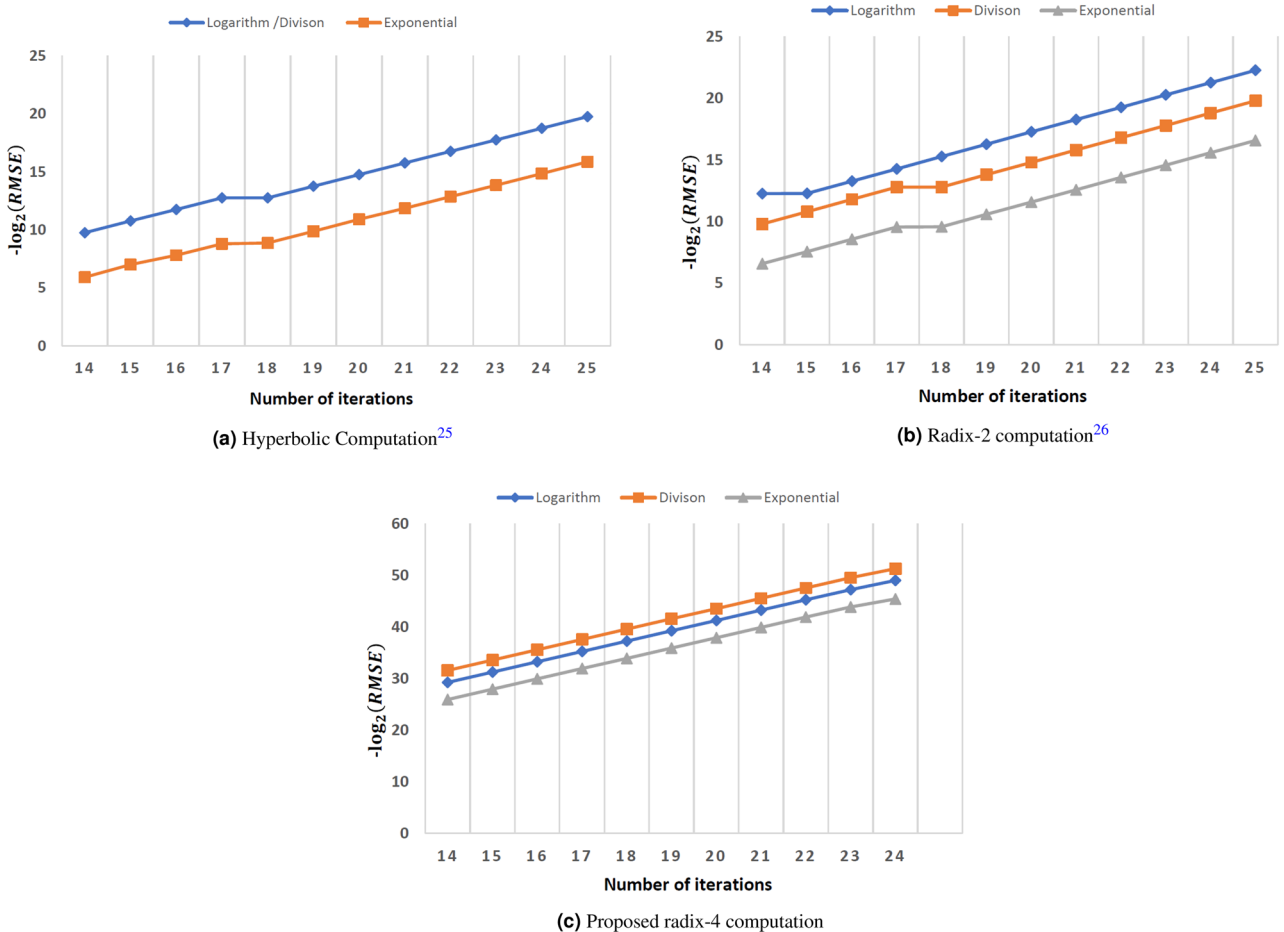 Logarithm /Divison Exponential
25
20
15
10
5
0
-log2(RMSE)
14 15 16 17 18 19 20 21 22 23 24 25
Number of iterations
(a) Hyperbolic Computation25
Logarithm Divison Exponential
25
20
15
10
5
0
-log2(RMSE)
14 15 16 17 18 19 20 21 22 23 24 25
Number of iterations
(b) Radix-2 computation26
Logarithm Divison Exponential
60
50
40
30
20
10
0
-log2(RMSE)
14 15 16 17 18 19 20 21 22 23 24
Number of iterations
(c) Proposed radix-4 computation